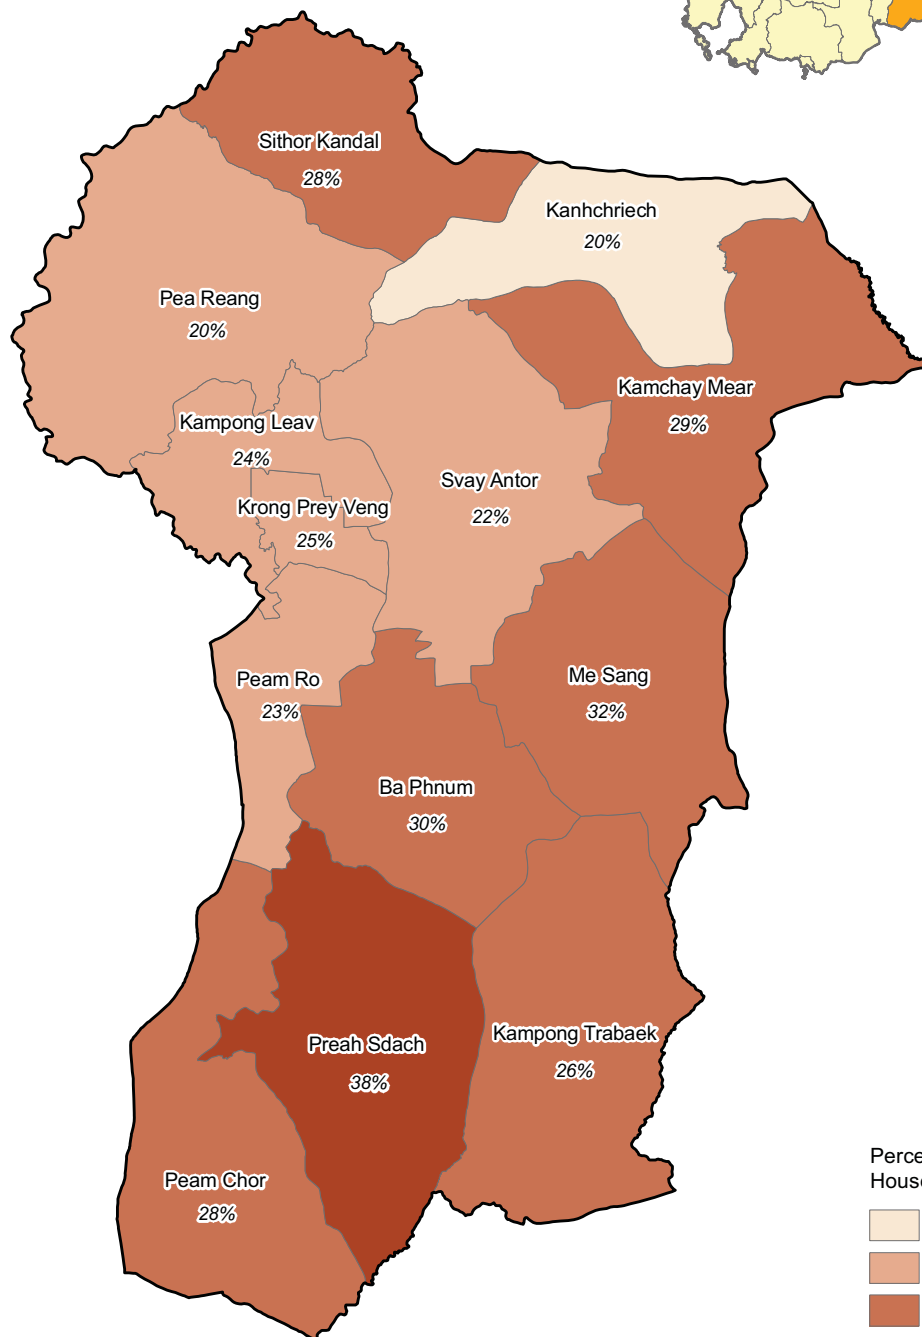 Sithor Kandal
28%
Kanhchriech
20%
Pea Reang
20%
Kamchay Mear
29%
Kampong Leav
24%
Svay Antor
22%
Krong Prey Veng
25%
Peam Ro
23%
Me Sang
32%
Ba Phnum
30%
Preah Sdach
38%
Kampong Trabaek
26%
Peam Chor
28%
Perce
House